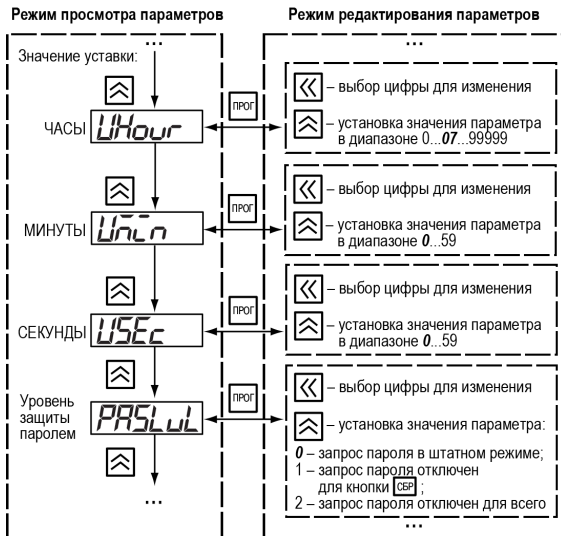 Режим просмотра параметров
Режим редактирования параметров
...
...
Значение уставки:
ПРОГ
– выбор цифры для изменения
ЧАСЫ
UHour
– установка значения параметра
в диапазоне 0...07...99999
ПРОГ
– выбор цифры для изменения
МИНУТЫ
Umin
– установка значения параметра
в диапазоне 0...59
ПРОГ
– выбор цифры для изменения
СЕКУНДЫ
USEc
– установка значения параметра
в диапазоне 0...59
Уровень
защиты
паролем
PASLvL
ПРОГ
– выбор цифры для изменения
– установка значения параметра:
0 – запрос пароля в штатном режиме;
1 – запрос пароля отключен
для кнопки СБР ;
2 – запрос пароля отключен для всего
...
...